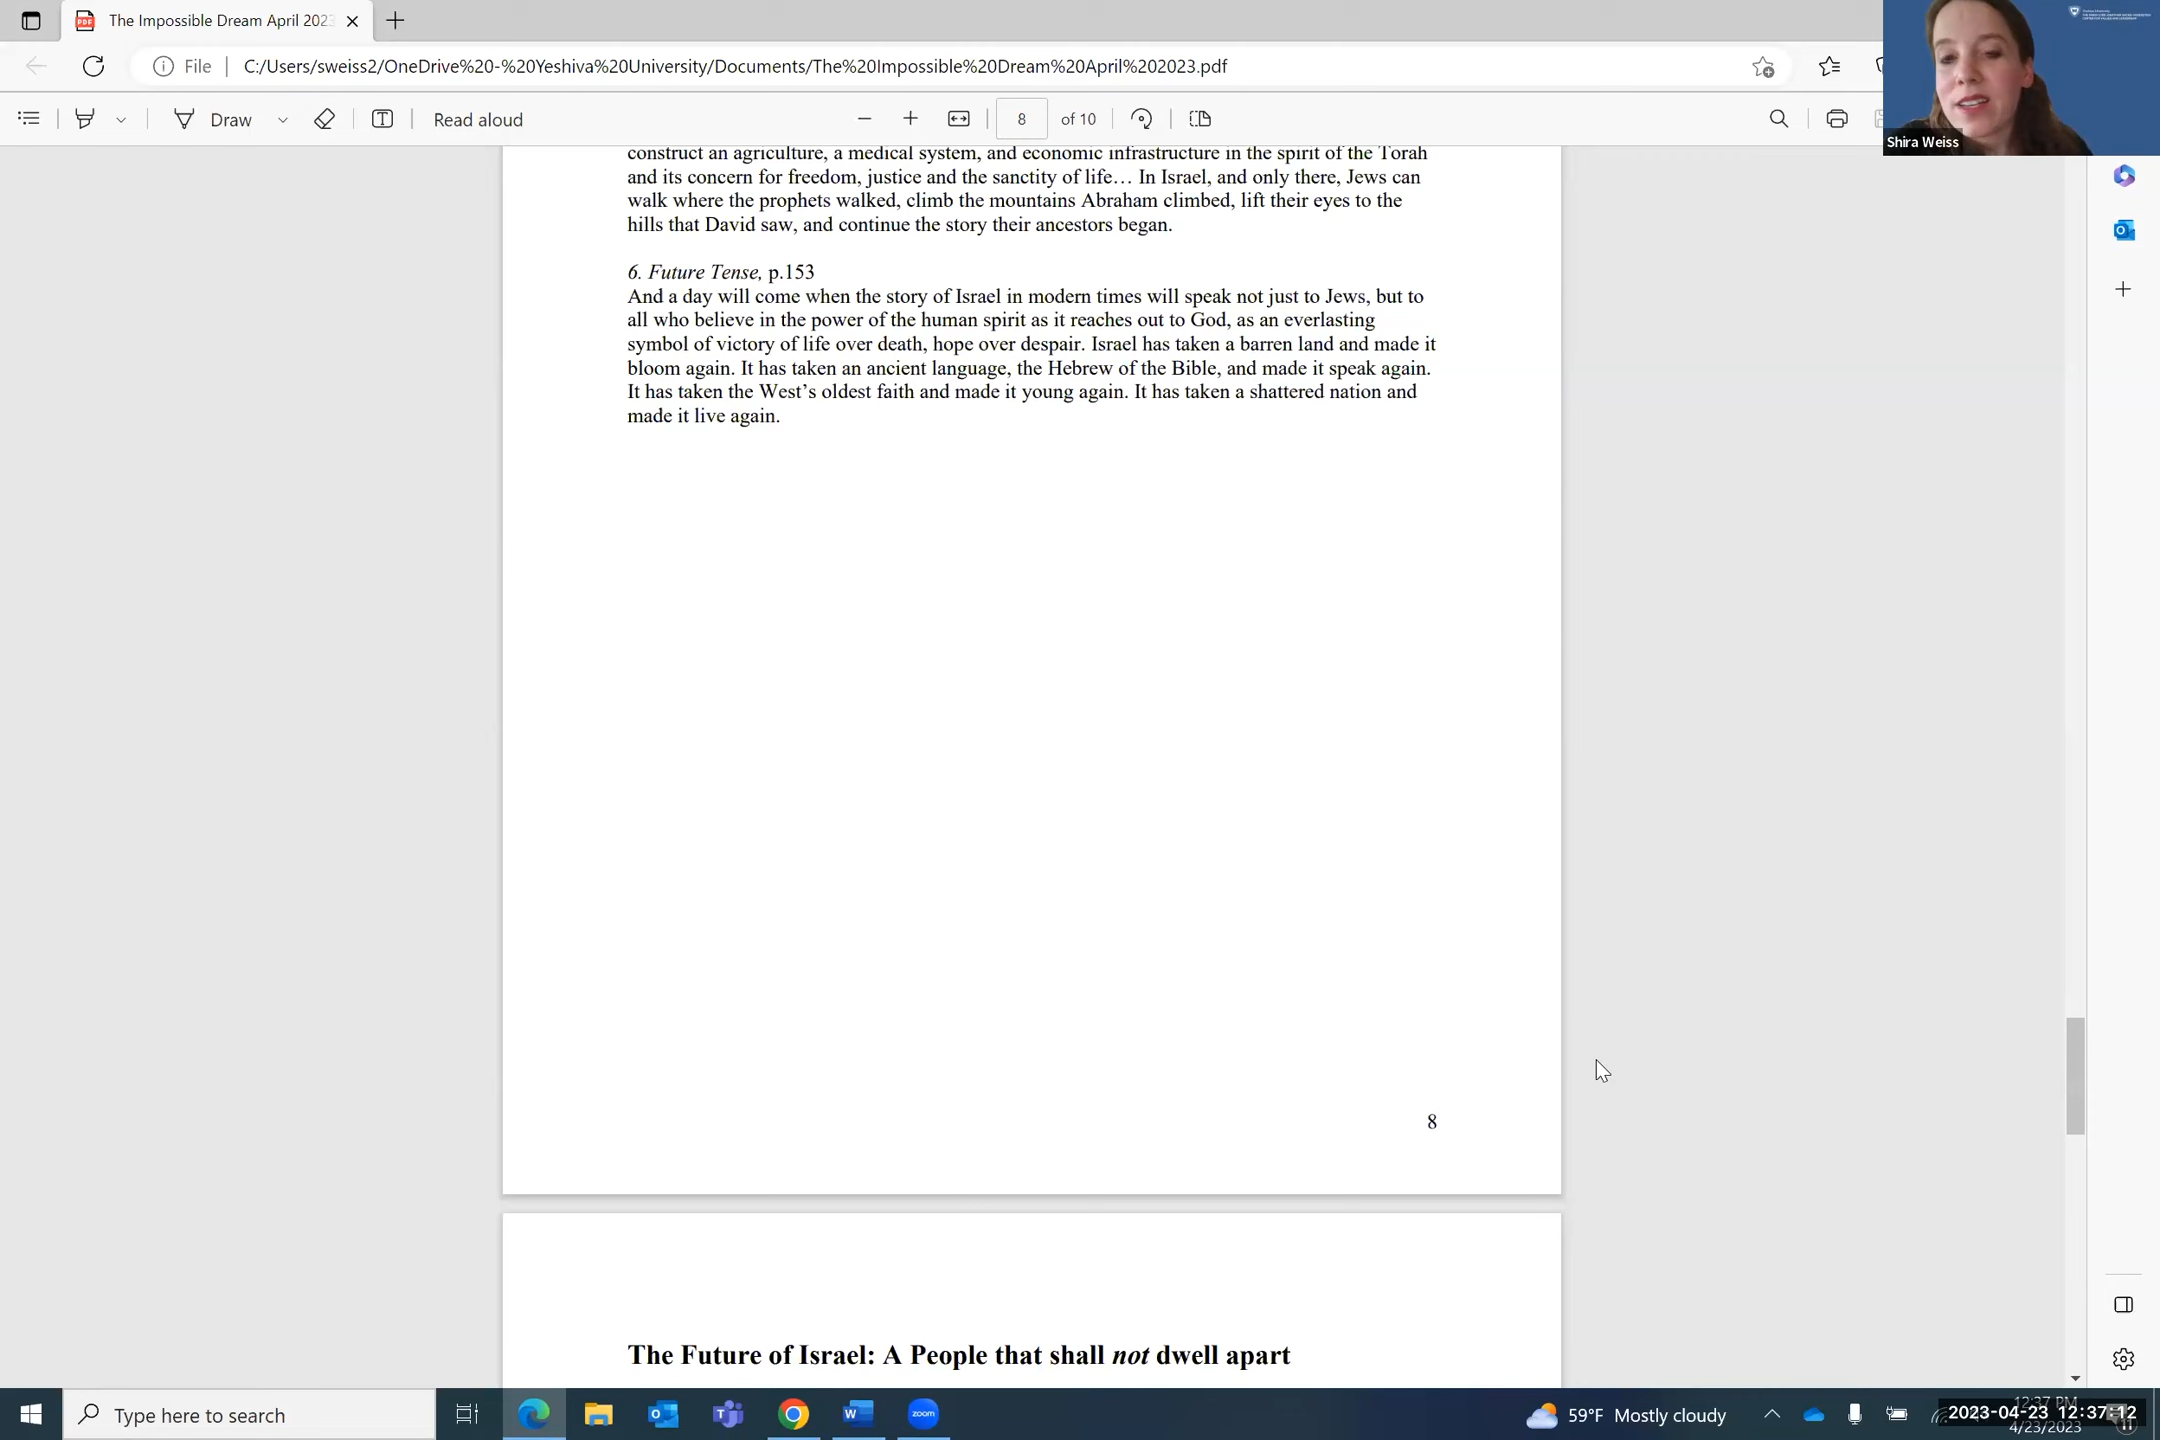 The Impossible Dream April 2023
File
C:/Users/sweiss2/OneDrive%20-%20Yeshiva%20University/Documents/The%20Impossible%20Dream%20April%202023.pdf
Shira Weiss
Draw
Read aloud
8 of 10
construct an agriculture, a medical system, and economic infrastructure in the spirit of the Torah
and its concern for freedom, justice and the sanctity of life… In Israel, and only there, Jews can
walk where the prophets walked, climb the mountains Abraham climbed, lift their eyes to the
hills that David saw, and continue the story their ancestors began.
6. Future Tense, p.153
And a day will come when the story of Israel in modern times will speak not just to Jews, but to
all who believe in the power of the human spirit as it reaches out to God, as an everlasting
symbol of victory of life over death, hope over despair. Israel has taken a barren land and made it
bloom again. It has taken an ancient language, the Hebrew of the Bible, and made it speak again.
It has taken the West’s oldest faith and made it young again. It has taken a shattered nation and
made it live again.
8
The Future of Israel: A People that shall not dwell apart
Type here to search
zoom
59°F Mostly cloudy
12:37 PM
2023-04-23 12:37:12
4/23/2023